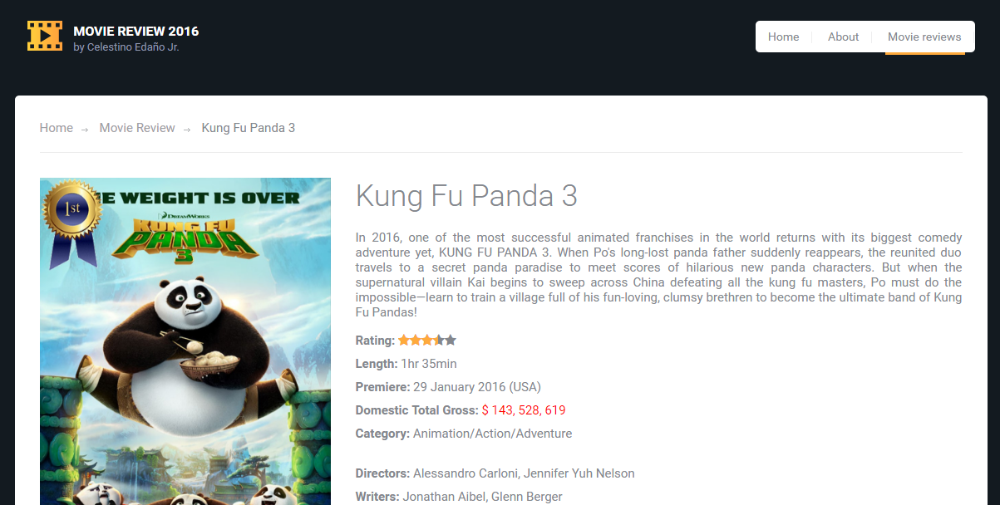 MOVIE REVIEW 2016
by Celestino Edaño Jr.
Home
About
Movie reviews
Home → Movie Review → Kung Fu Panda 3
1st
E WEIGHT IS OVER
DREAMWORKS
KUNG FU
PANDA
3
Kung Fu Panda 3
In 2016, one of the most successful animated franchises in the world returns with its biggest comedy
adventure yet, KUNG FU PANDA 3. When Po's long-lost panda father suddenly reappears, the reunited duo
travels to a secret panda paradise to meet scores of hilarious new panda characters. But when the
supernatural villain Kai begins to sweep across China defeating all the kung fu masters, Po must do the
impossible—learn to train a village full of his fun-loving, clumsy brethren to become the ultimate band of Kung
Fu Pandas!
Rating:
Length: 1hr 35min
Premiere: 29 January 2016 (USA)
Domestic Total Gross: $ 143, 528, 619
Category: Animation/Action/Adventure
Directors: Alessandro Carloni, Jennifer Yuh Nelson
Writers: Jonathan Aibel, Glenn Berger